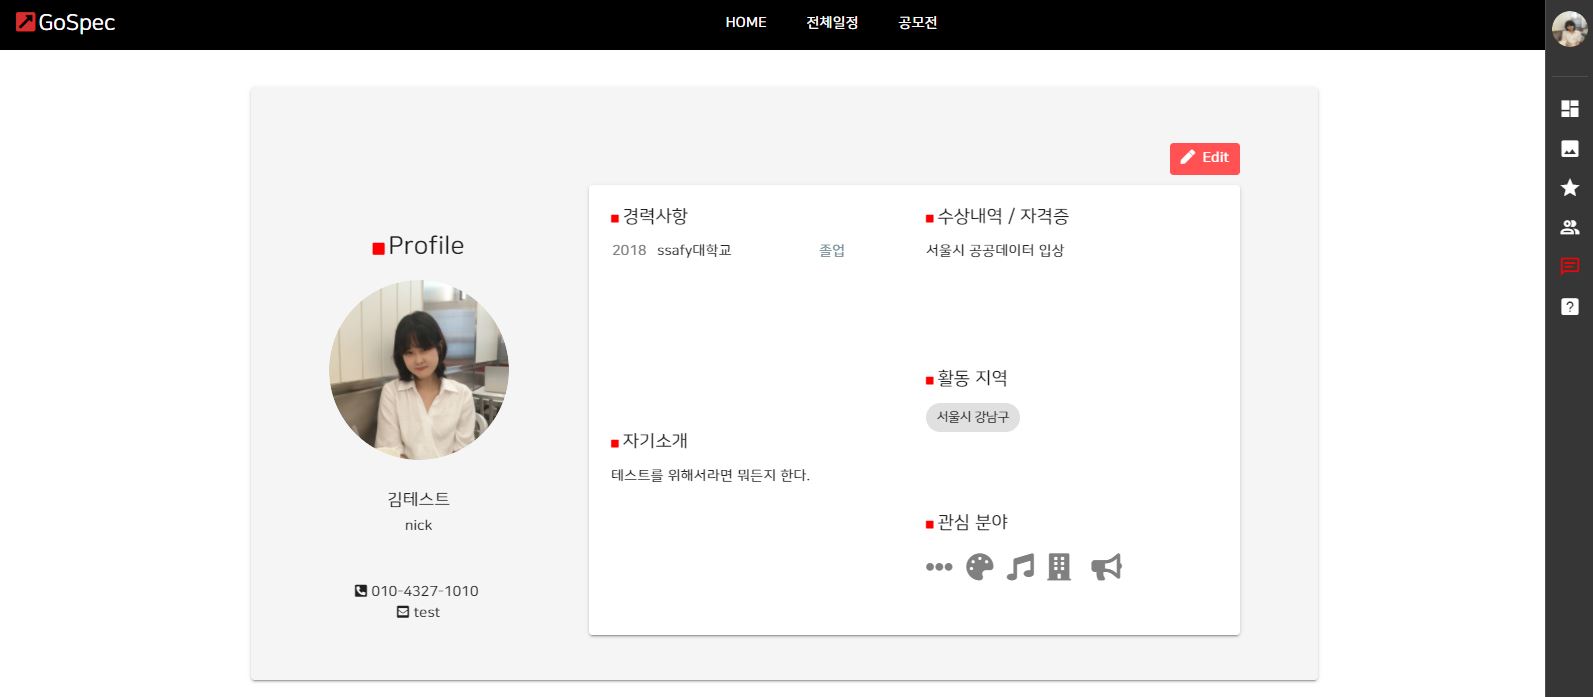 GoSpec
HOME 전체일정 공모전
Edit
Profile
김테스트
nick
010-4327-1010
test
경력사항
2018 ssafy대학교 졸업
자기소개
테스트를 위해서라면 뭐든지 한다.
수상내역 / 자격증
서울시 공공데이터 입상
활동 지역
서울시 강남구
관심 분야